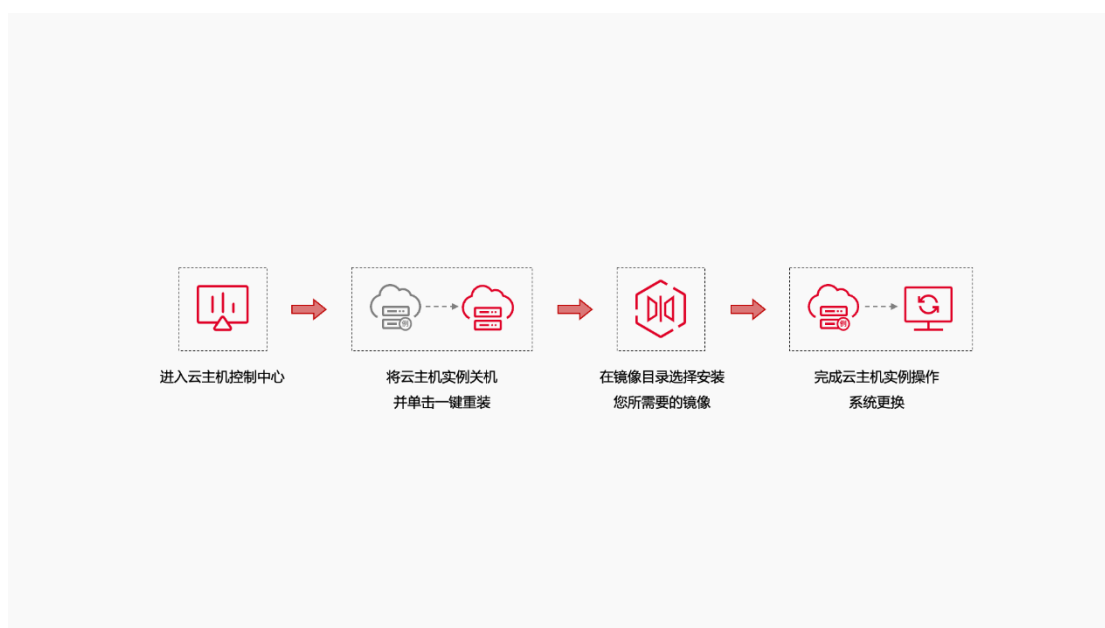 例
例
进入云主机控制中心
将云主机实例关机
并单击一键重装
在镜像目录选择安装
您所需要的镜像
完成云主机实例操作
系统更换